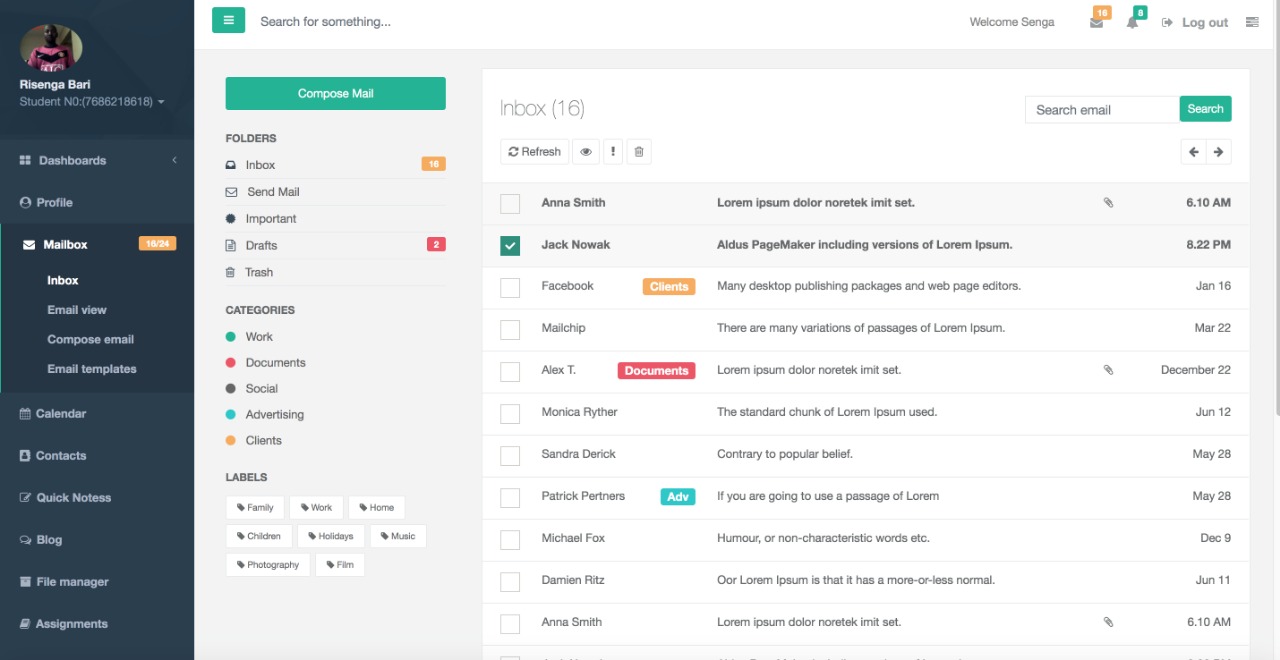 Risenga Bari
Student N0:(7686218618)
Dashboards
Profile
Mailbox 16/24
Inbox
Email view
Compose email
Email templates
Calendar
Contacts
Quick Notess
Blog
File manager
Assignments
Search for something...
Welcome Senga 16 8 Log out
Compose Mail
FOLDERS
Inbox 16
Send Mail
Important
Drafts 2
Trash
CATEGORIES
Work
Documents
Social
Advertising
Clients
LABELS
Family Work Home
Children Holidays Music
Photography Film
Inbox (16)
Search email Search
Refresh
Anna Smith Lorem ipsum dolor noretek imit set. 6.10 AM
Jack Nowak Aldus PageMaker including versions of Lorem Ipsum. 8.22 PM
Facebook Clients Many desktop publishing packages and web page editors. Jan 16
Mailchip There are many variations of passages of Lorem Ipsum. Mar 22
Alex T. Documents Lorem ipsum dolor noretek imit set. December 22
Monica Ryther The standard chunk of Lorem Ipsum used. Jun 12
Sandra Derick Contrary to popular belief. May 28
Patrick Pertners Adv If you are going to use a passage of Lorem May 28
Michael Fox Humour, or non-characteristic words etc. Dec 9
Damien Ritz Oor Lorem Ipsum is that it has a more-or-less normal. Jun 11
Anna Smith Lorem ipsum dolor noretek imit set. 6.10 AM